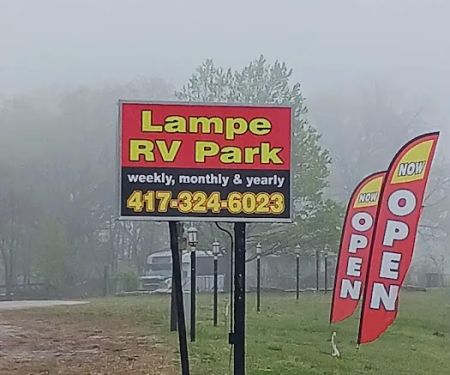 Lampe
RV Park
weekly, monthly & yearly
417-324-6023
NOW
OPEN
NOW
OPEN